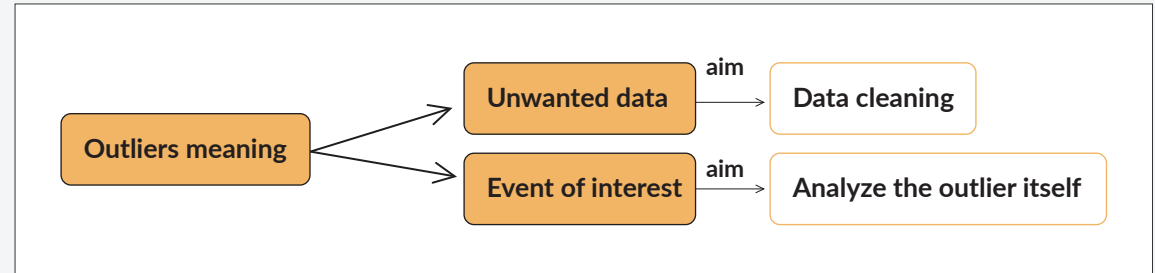 Outliers meaning
Unwanted data
aim
Data cleaning
Event of interest
aim
Analyze the outlier itself